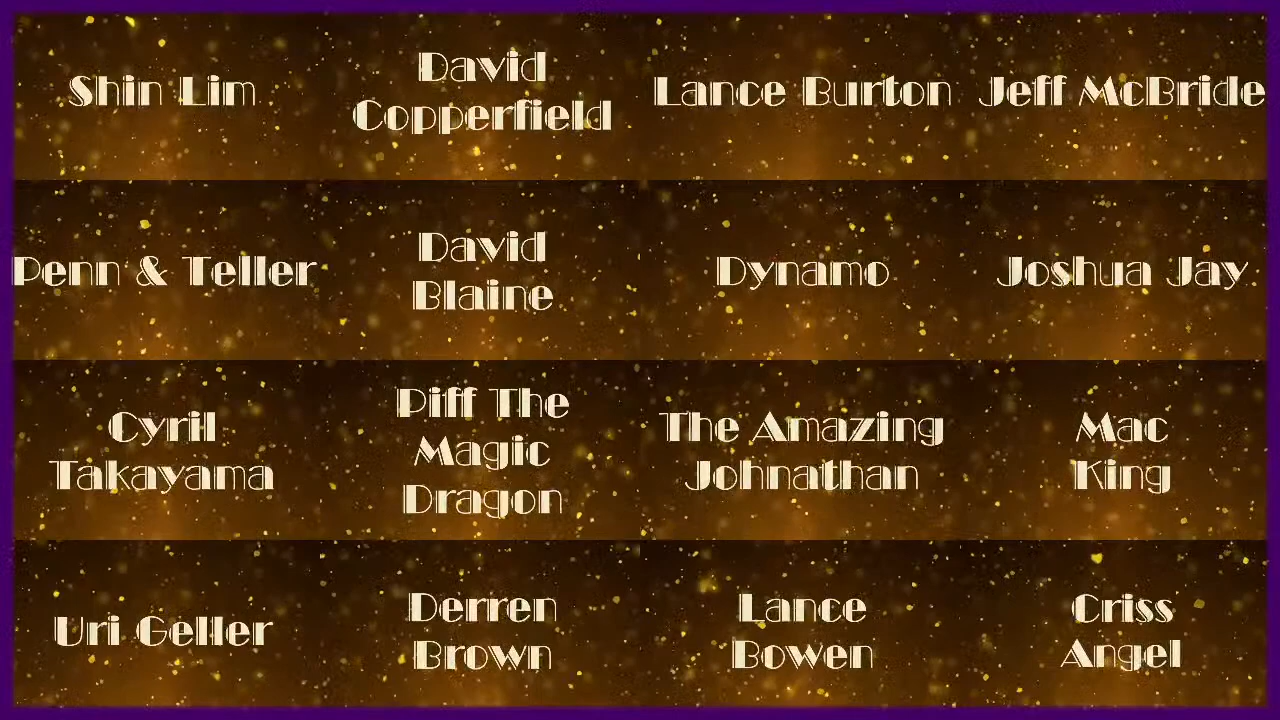 Shin Lim
David
Copperfield
Lance Burton
Jeff McBride
Penn & Teller
David
Blaine
Dynamo
Joshua Jay
Cyril
Takayama
Piff The
Magic
Dragon
The Amazing
Johnathan
Mac
King
Uri Geller
Derren
Brown
Lance
Bowen
Criss
Angel